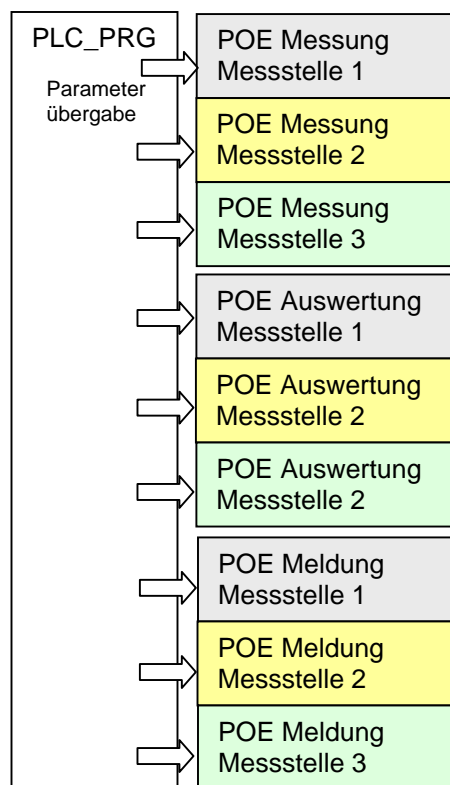 PLC_PRG
Parameter
übergabe
POE Messung
Messstelle 1
POE Messung
Messstelle 2
POE Messung
Messstelle 3
POE Auswertung
Messstelle 1
POE Auswertung
Messstelle 2
POE Auswertung
Messstelle 2
POE Meldung
Messstelle 1
POE Meldung
Messstelle 2
POE Meldung
Messstelle 3